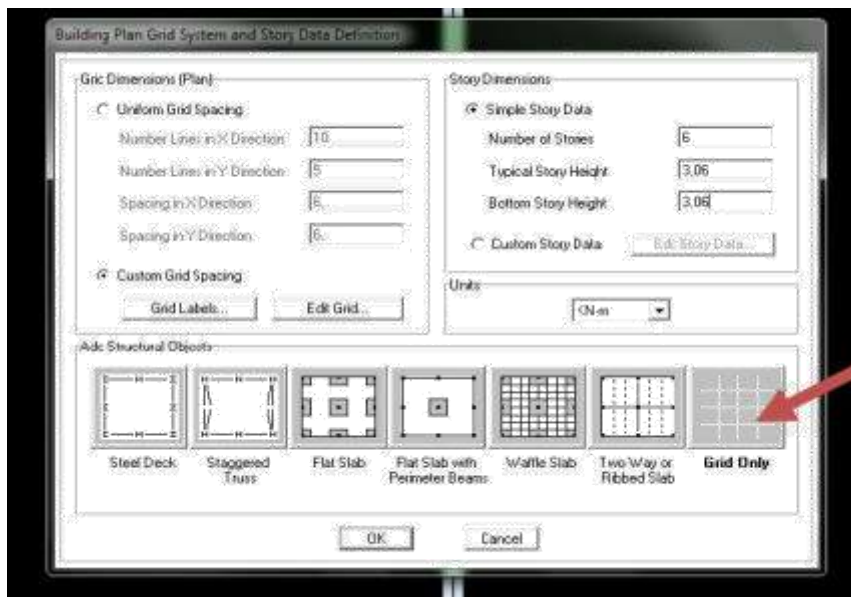 Building Plan Grid System and Story Data Definition
Grid Dimensions (Plan)
Uniform Grid Spacing
Number Lines in X Direction 10
Number Lines in Y Direction 5
Spacing in X Direction 6,
Spacing in Y Direction 6,
Custom Grid Spacing
Grid Labels... Edit Grid...
Story Dimensions
Simple Story Data
Number of Stories 6
Typical Story Height 3,06
Bottom Story Height 3,06
Custom Story Data Edit Story Data...
Units
KN-m
Add Structural Objects
Steel Deck
Staggered
Truss
Flat Slab
Flat Slab with
Perimeter Beams
Waffle Slab
Two Way or
Ribbed Slab
Grid Only
OK Cancel